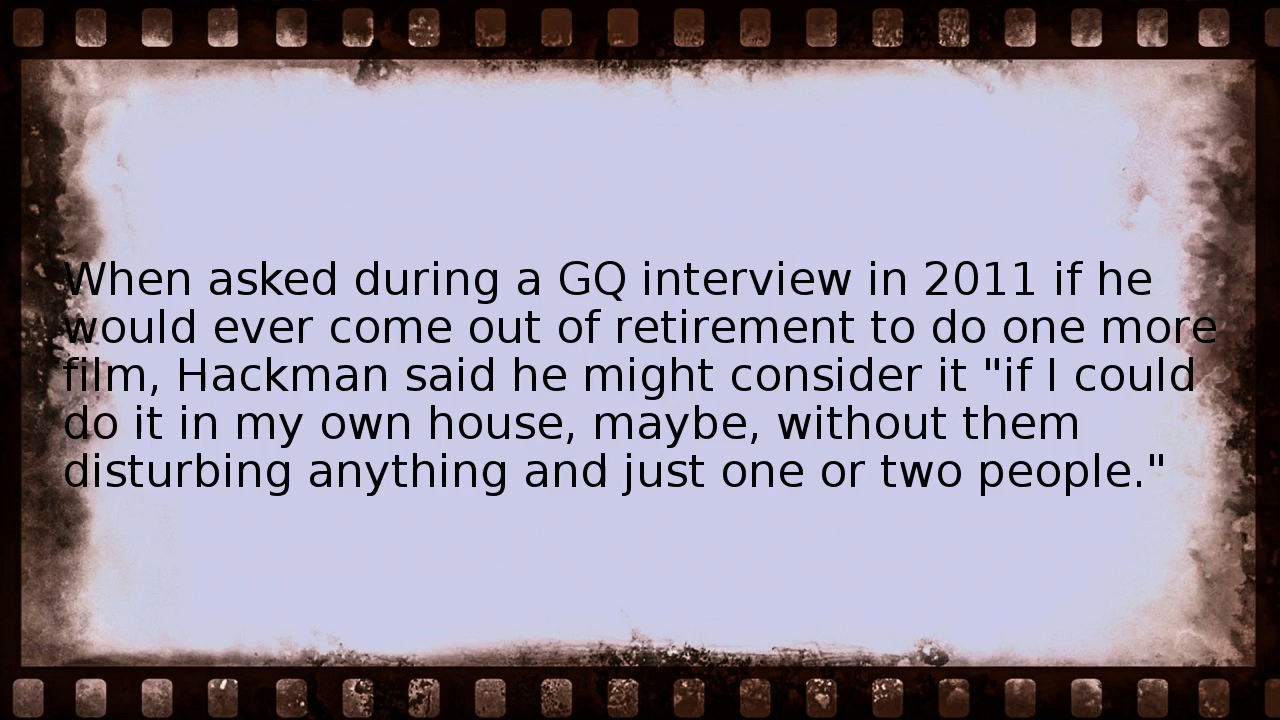 When asked during a GQ interview in 2011 if he
would ever come out of retirement to do one more
film, Hackman said he might consider it "if I could
do it in my own house, maybe, without them
disturbing anything and just one or two people."